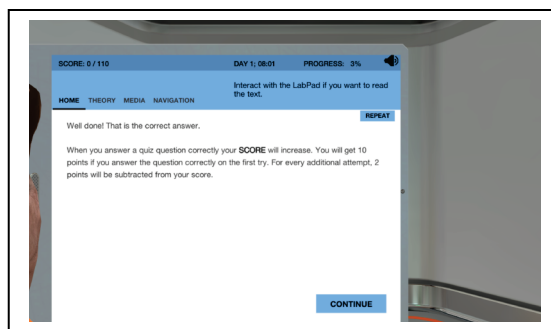 SCORE: 0 / 110 DAY 1; 08:01 PROGRESS: 3%
Interact with the LabPad if you want to read
the text.
HOME THEORY MEDIA NAVIGATION
REPEAT
Well done! That is the correct answer.
When you answer a quiz question correctly your SCORE will increase. You will get 10
points if you answer the question correctly on the first try. For every additional attempt, 2
points will be subtracted from your score.
CONTINUE